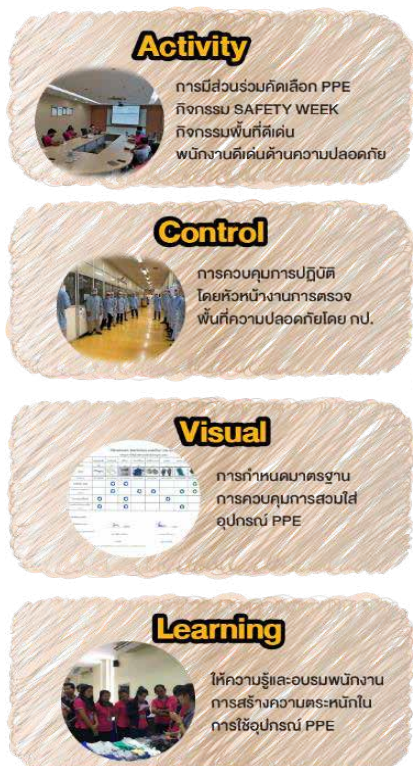 Activity
การมีส่วนร่วมคัดเลือก PPE
กิจกรรม SAFETY WEEK
กิจกรรมพื้นที่ดีเด่น
พนักงานดีเด่นด้านความปลอดภัย
Control
การควบคุมการปฏิบัติ
โดยหัวหน้างานการตรวจ
พื้นที่ความปลอดภัยโดย กป.
Visual
การกำหนดมาตรฐาน
การควบคุมการสวมใส่
อุปกรณ์ PPE
Learning
ให้ความรู้และอบรมพนักงาน
การสร้างความตระหนักใน
การใช้อุปกรณ์ PPE